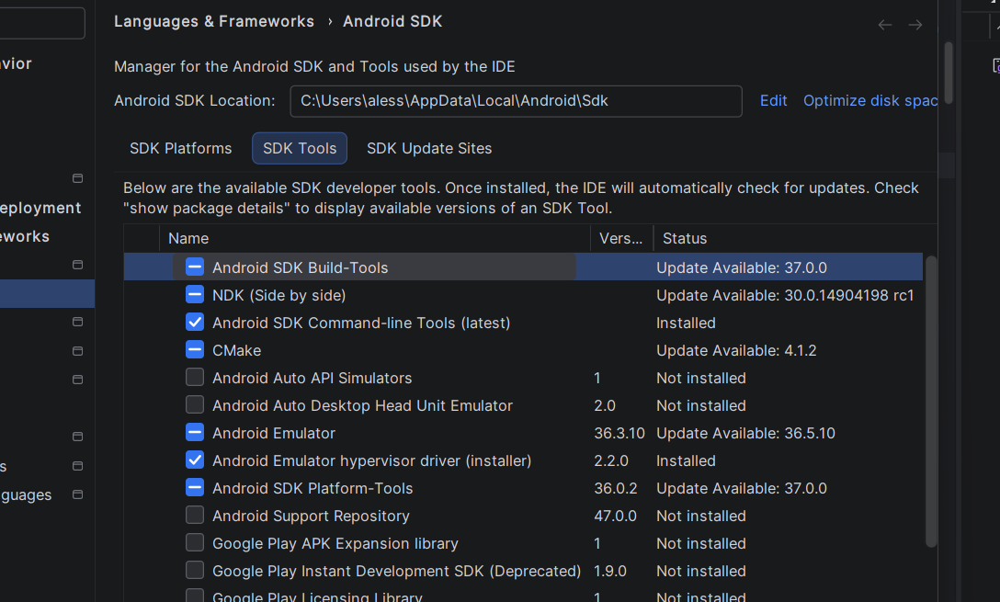 Languages & Frameworks › Android SDK
Manager for the Android SDK and Tools used by the IDE
Android SDK Location: C:\Users\aless\AppData\Local\Android\Sdk Edit Optimize disk spac
SDK Platforms SDK Tools SDK Update Sites
Below are the available SDK developer tools. Once installed, the IDE will automatically check for updates. Check
"show package details" to display available versions of an SDK Tool.
Name Vers... Status
Android SDK Build-Tools Update Available: 37.0.0
NDK (Side by side) Update Available: 30.0.14904198 rc1
Android SDK Command-line Tools (latest) Installed
CMake Update Available: 4.1.2
Android Auto API Simulators 1 Not installed
Android Auto Desktop Head Unit Emulator 2.0 Not installed
Android Emulator 36.3.10 Update Available: 36.5.10
Android Emulator hypervisor driver (installer) 2.2.0 Installed
Android SDK Platform-Tools 36.0.2 Update Available: 37.0.0
Android Support Repository 47.0.0 Not installed
Google Play APK Expansion library 1 Not installed
Google Play Instant Development SDK (Deprecated) 1.9.0 Not installed
Google Play Licensing Library 1 Not installed
vior
eployment
eworks
s
guages